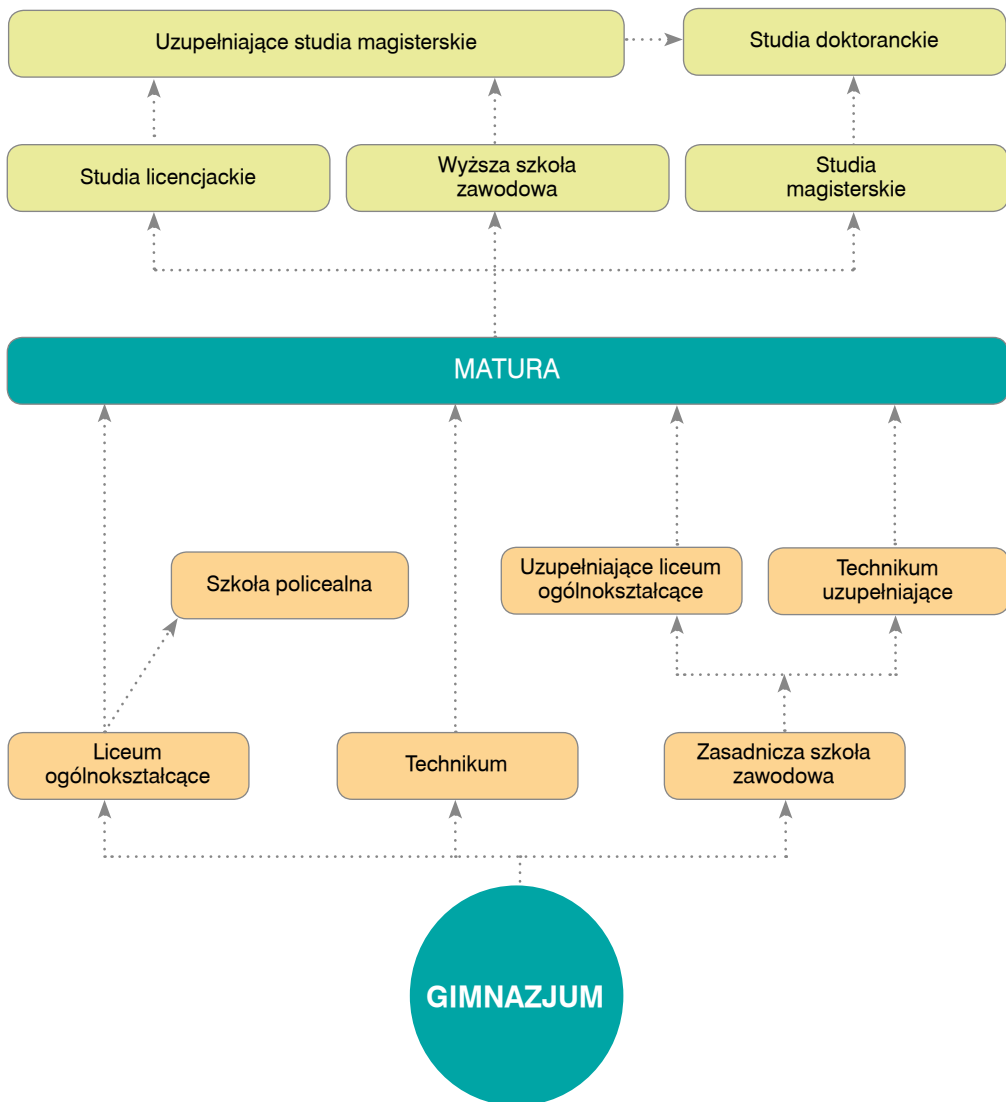 Uzupełniające studia magisterskie
Studia doktoranckie
Studia licencjackie
Wyższa szkoła
zawodowa
Studia
magisterskie
MATURA
Szkoła policealna
Uzupełniające liceum
ogólnokształcące
Technikum
uzupełniające
Liceum
ogólnokształcące
Technikum
Zasadnicza szkoła
zawodowa
GIMNAZJUM